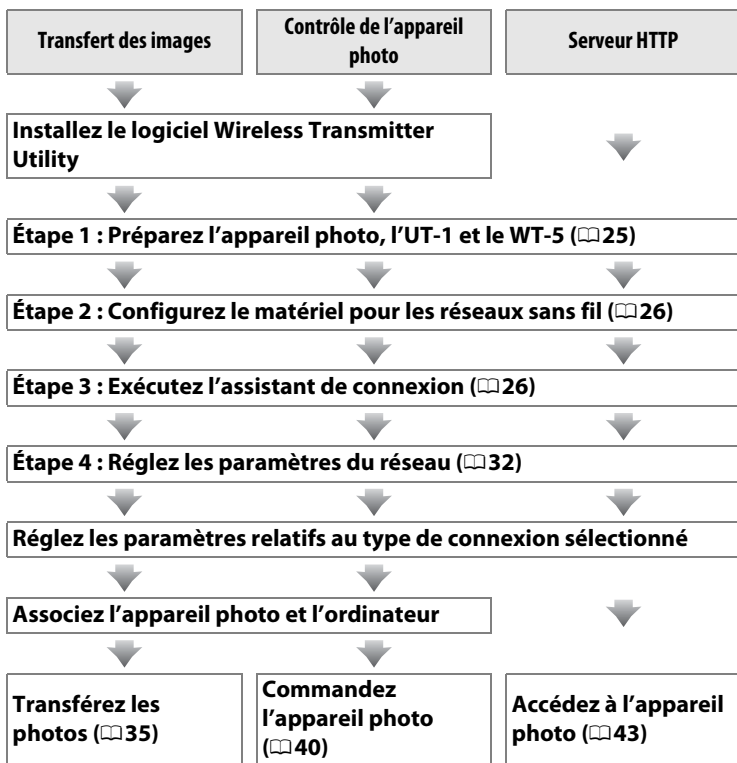 Transfert des images
Contrôle de l'appareil
photo
Serveur HTTP
Installez le logiciel Wireless Transmitter
Utility
Étape 1 : Préparez l'appareil photo, l'UT-1 et le WT-5 (📖25)
Étape 2 : Configurez le matériel pour les réseaux sans fil (📖26)
Étape 3 : Exécutez l'assistant de connexion (📖26)
Étape 4 : Réglez les paramètres du réseau (📖32)
Réglez les paramètres relatifs au type de connexion sélectionné
Associez l'appareil photo et l'ordinateur
Transférez les
photos (📖35)
Commandez
l'appareil photo
(📖40)
Accédez à l'appareil
photo (📖43)